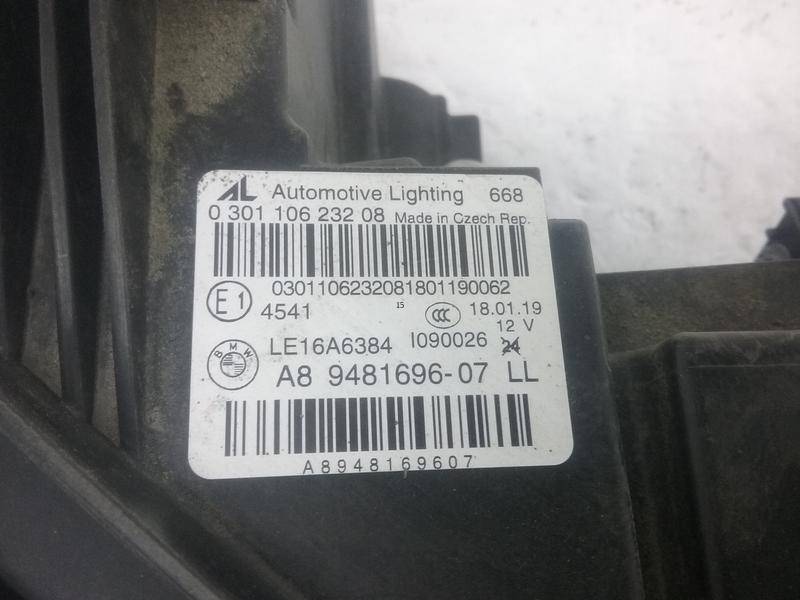 AL Automotive Lighting 668
0 301 106 232 08 Made in Czech Rep.
0301106232081801190062
E1 4541 15 CCC 18.01.19
12 V
BMW LE16A6384 I090026 24
A8 9481696-07 LL
A8948169607